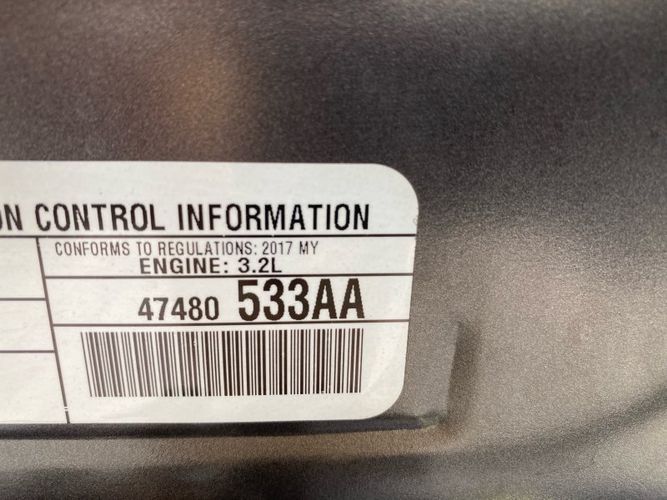 ON CONTROL INFORMATION
CONFORMS TO REGULATIONS: 2017 MY
ENGINE: 3.2L
47480 533AA